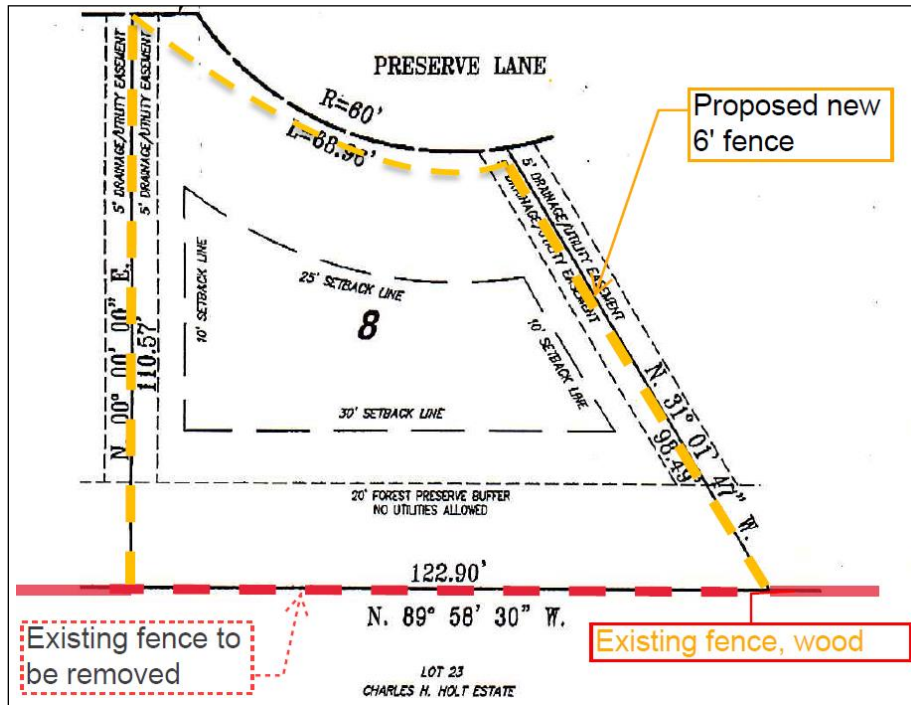 PRESERVE LANE
R=60'
L=68.96'
Proposed new
6' fence
5' DRAINAGE/UTILITY EASEMENT
5' DRAINAGE/UTILITY EASEMENT
5' DRAINAGE/UTILITY EASEMENT
5' DRAINAGE/UTILITY EASEMENT
N 00° 00' 00" E.
110.57'
10' SETBACK LINE
25' SETBACK LINE
8
10' SETBACK LINE
30' SETBACK LINE
N. 31° 01' 47" W.
98.49'
20' FOREST PRESERVE BUFFER
NO UTILITIES ALLOWED
122.90'
N. 89° 58' 30" W.
Existing fence to
be removed
Existing fence, wood
LOT 23
CHARLES H. HOLT ESTATE